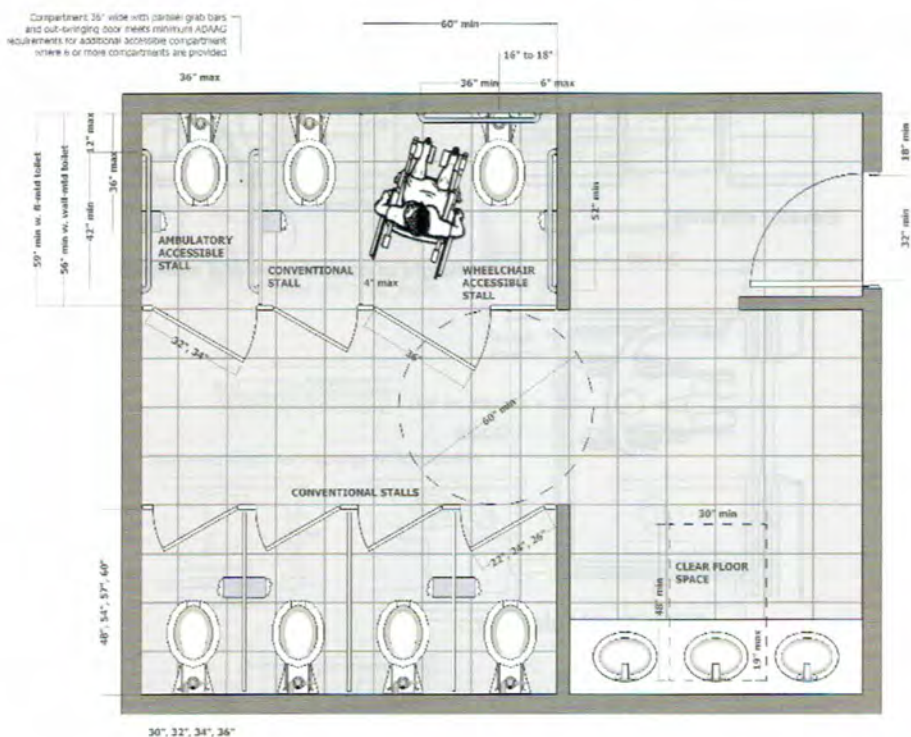 Compartment 36" wide with parallel grab bars
and out-swinging door meets minimum ADAAG
requirements for additional accessible compartment
where 6 or more compartments are provided
60" min
16" to 18"
36" max
36" min
6" max
59" min w. fl-mtd toilet
56" min w. wall-mtd toilet
12" max
42" min
36" max
52" min
18" min
32" min
AMBULATORY
ACCESSIBLE
STALL
CONVENTIONAL
STALL
4" max
WHEELCHAIR
ACCESSIBLE
STALL
32", 34"
36"
60" min
CONVENTIONAL STALLS
32", 34", 36"
30" min
CLEAR FLOOR
SPACE
48" min
19" max
48", 54", 57", 60"
30", 32", 34", 36"